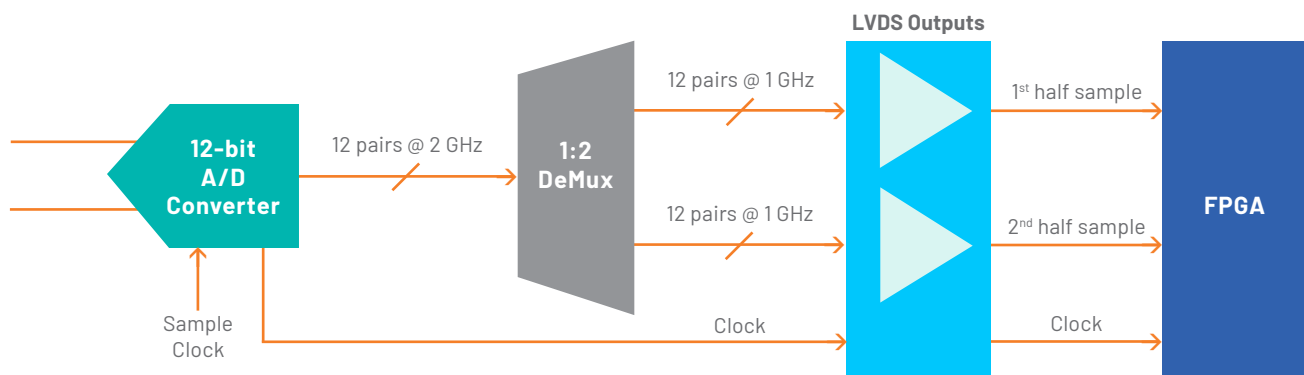 LVDS Outputs
12-bit
A/D
Converter
12 pairs @ 2 GHz
1:2
DeMux
12 pairs @ 1 GHz
1st half sample
12 pairs @ 1 GHz
2nd half sample
FPGA
Sample
Clock
Clock
Clock